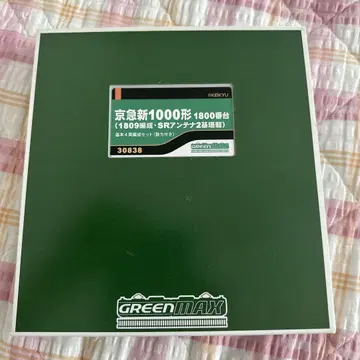 KEIKYU
京急新1000形 1800番台
(1809編成・SRアンテナ2基搭載)
基本4両編成セット(動力付き)
30838
GREENMAX
GREENMAX